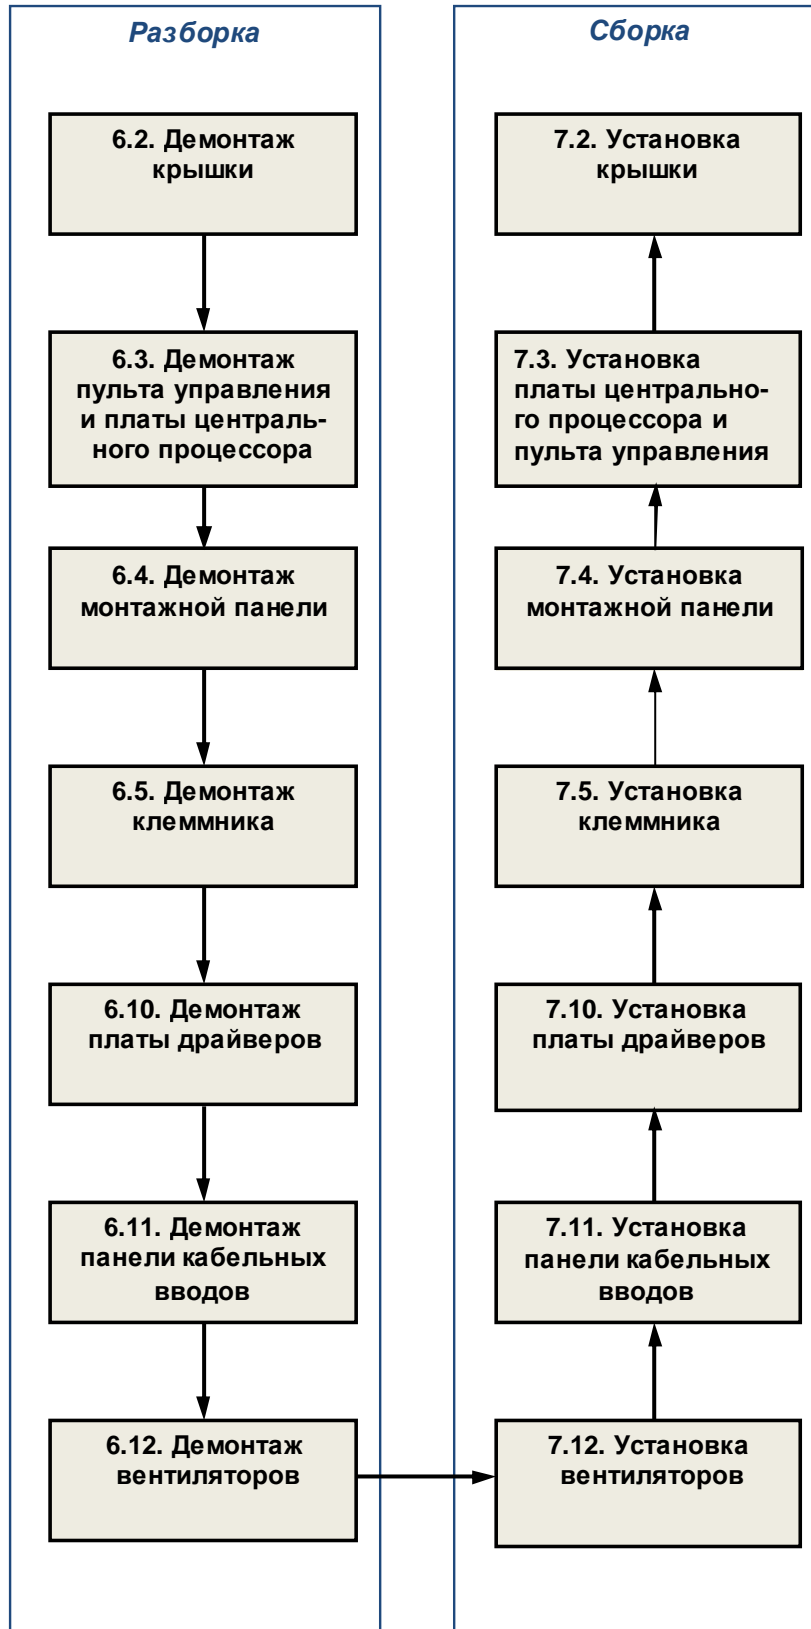 Разборка
6.2. Демонтаж
крышки
6.3. Демонтаж
пульта управления
и платы централь-
ного процессора
6.4. Демонтаж
монтажной панели
6.5. Демонтаж
клеммника
6.10. Демонтаж
платы драйверов
6.11. Демонтаж
панели кабельных
вводов
6.12. Демонтаж
вентиляторов
Сборка
7.2. Установка
крышки
7.3. Установка
платы центрально-
го процессора и
пульта управления
7.4. Установка
монтажной панели
7.5. Установка
клеммника
7.10. Установка
платы драйверов
7.11. Установка
панели кабельных
вводов
7.12. Установка
вентиляторов